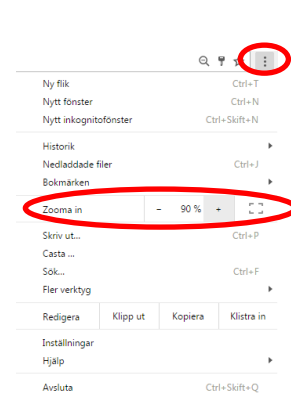 Ny flik Ctrl+T
Nytt fönster Ctrl+N
Nytt inkognitofönster Ctrl+Skift+N
Historik
Nedladdade filer Ctrl+J
Bokmärken
Zooma in - 90 % +
Skriv ut... Ctrl+P
Casta ...
Sök... Ctrl+F
Fler verktyg
Redigera Klipp ut Kopiera Klistra in
Inställningar
Hjälp
Avsluta Ctrl+Skift+Q